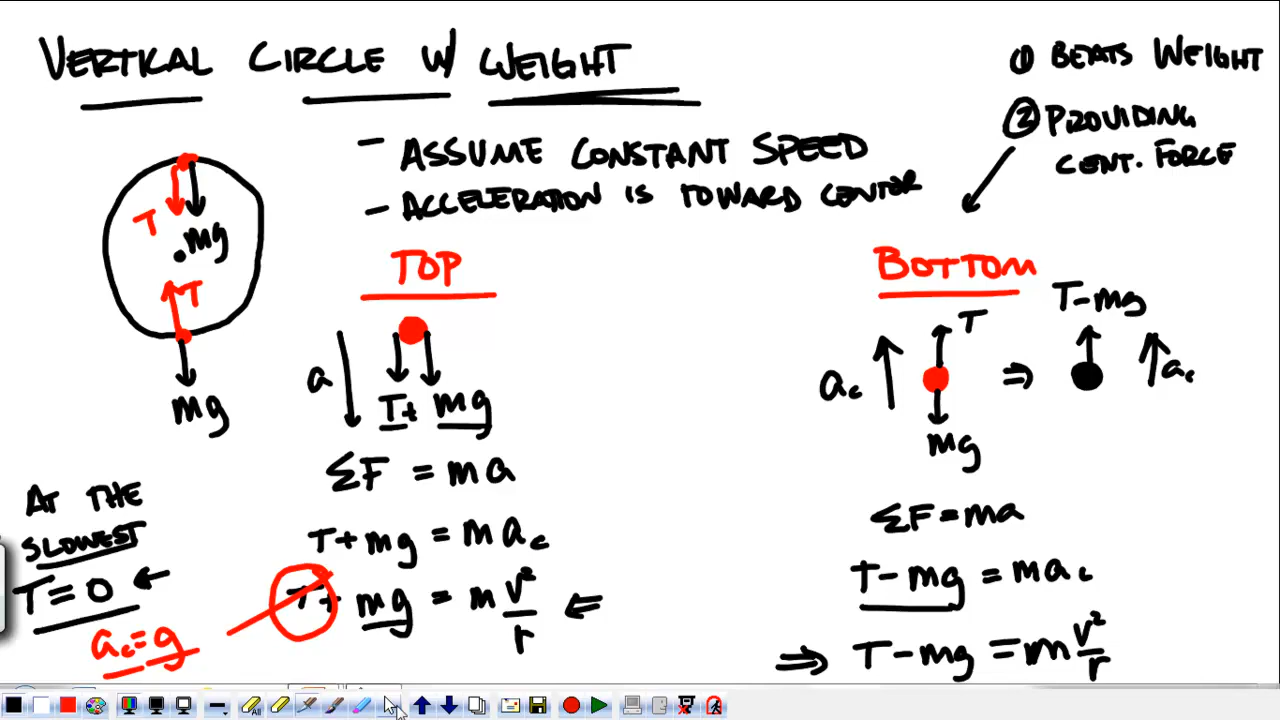 VERTICAL CIRCLE W/ WEIGHT
① BEATS WEIGHT
② PROVIDING
CENT. FORCE
- ASSUME CONSTANT SPEED
- ACCELERATION IS TOWARD CENTER
T
mg
T
mg
TOP
a
T+ mg
ΣF = ma
T+mg = mac
T+ mg = m v²/r
AT THE
SLOWEST
T=0
ac=g
BOTTOM
T
T-mg
ac
⇒
ac
mg
ΣF=ma
T-mg=mac
⇒ T-mg=m v²/r